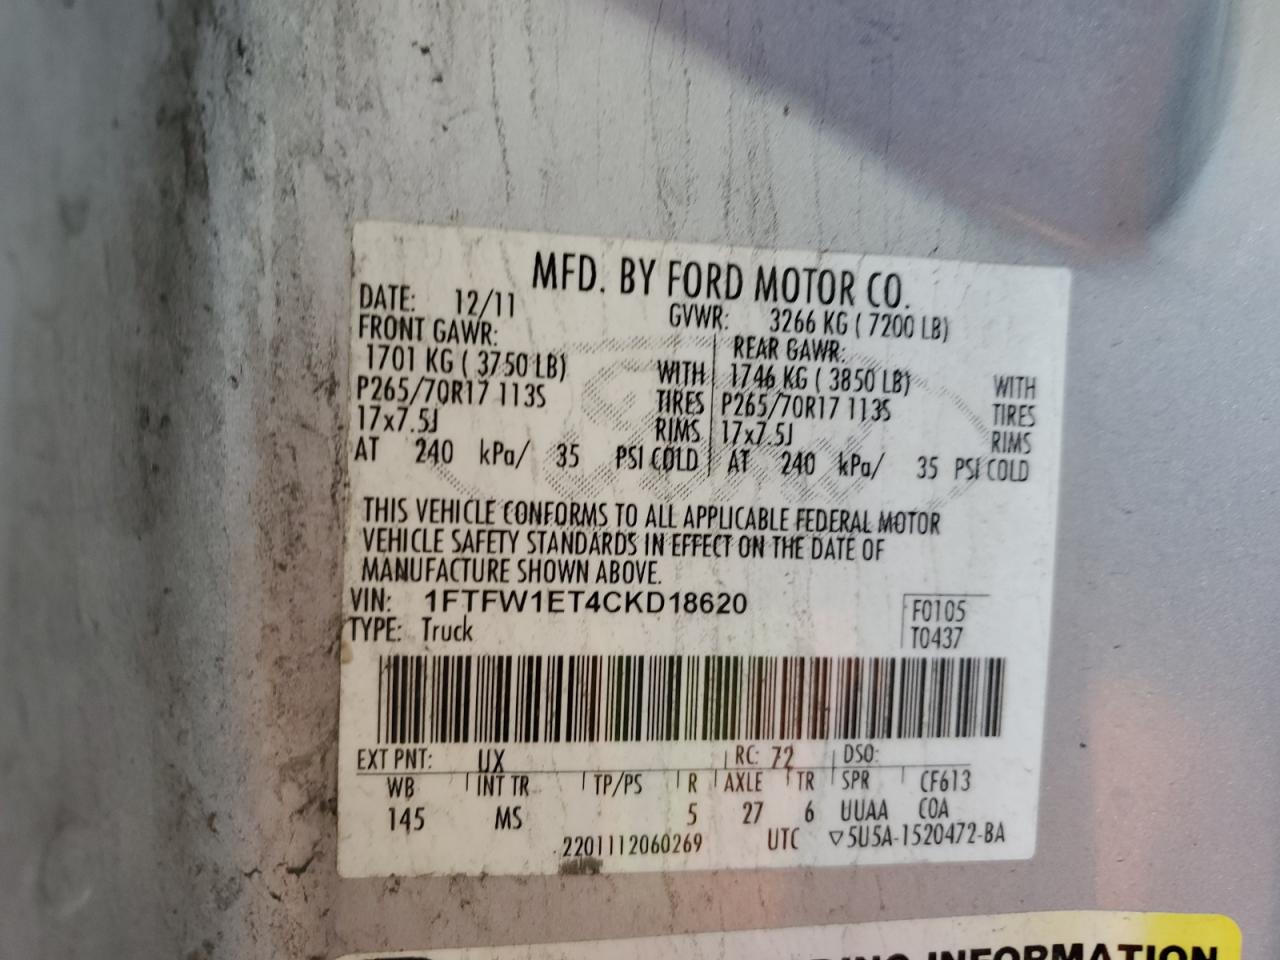 MFD. BY FORD MOTOR CO.
DATE: 12/11 GVWR: 3266 KG ( 7200 LB)
FRONT GAWR: REAR GAWR:
1701 KG ( 3750 LB) WITH 1746 KG ( 3850 LB) WITH
P265/70R17 113S TIRES P265/70R17 113S TIRES
17x7.5J RIMS 17x7.5J RIMS
AT 240 kPa/ 35 PSI COLD AT 240 kPa/ 35 PSI COLD
THIS VEHICLE CONFORMS TO ALL APPLICABLE FEDERAL MOTOR
VEHICLE SAFETY STANDARDS IN EFFECT ON THE DATE OF
MANUFACTURE SHOWN ABOVE.
VIN: 1FTFW1ET4CKD18620 F0105
TYPE: Truck T0437
EXT PNT: UX RC: 72 DSO:
WB INT TR TP/PS R AXLE TR SPR CF613
145 MS 5 27 6 UUAA COA
2201112060269 UTC ▽5U5A-1520472-BA
INFORMATION